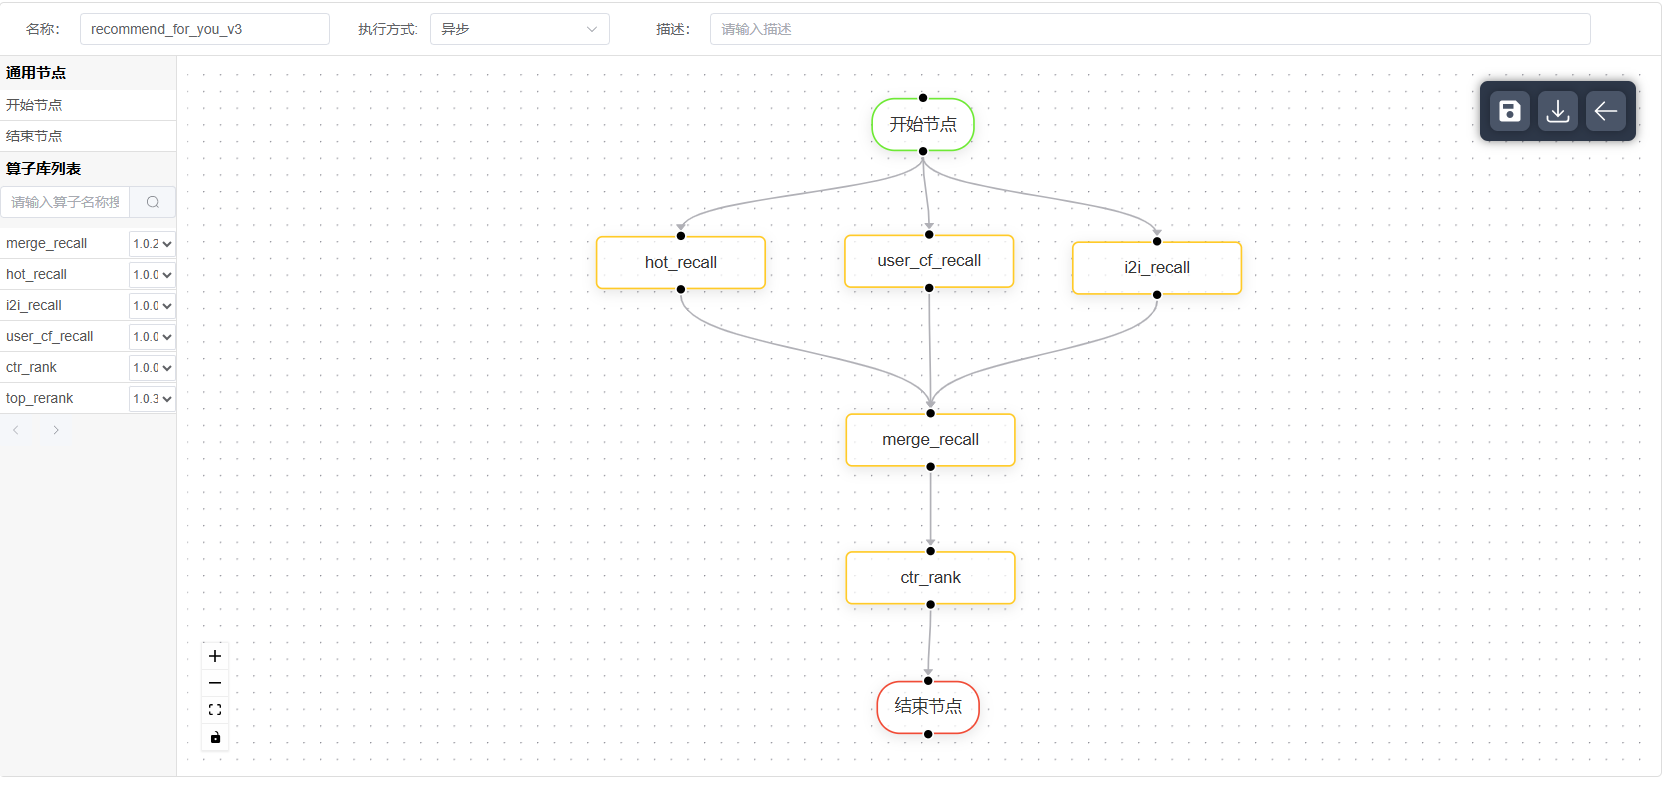 名称： recommend_for_you_v3 执行方式: 异步 描述： 请输入描述
通用节点
开始节点
结束节点
算子库列表
请输入算子名称搜
merge_recall 1.0.2
hot_recall 1.0.0
i2i_recall 1.0.0
user_cf_recall 1.0.0
ctr_rank 1.0.0
top_rerank 1.0.3
开始节点
hot_recall user_cf_recall i2i_recall
merge_recall
ctr_rank
结束节点